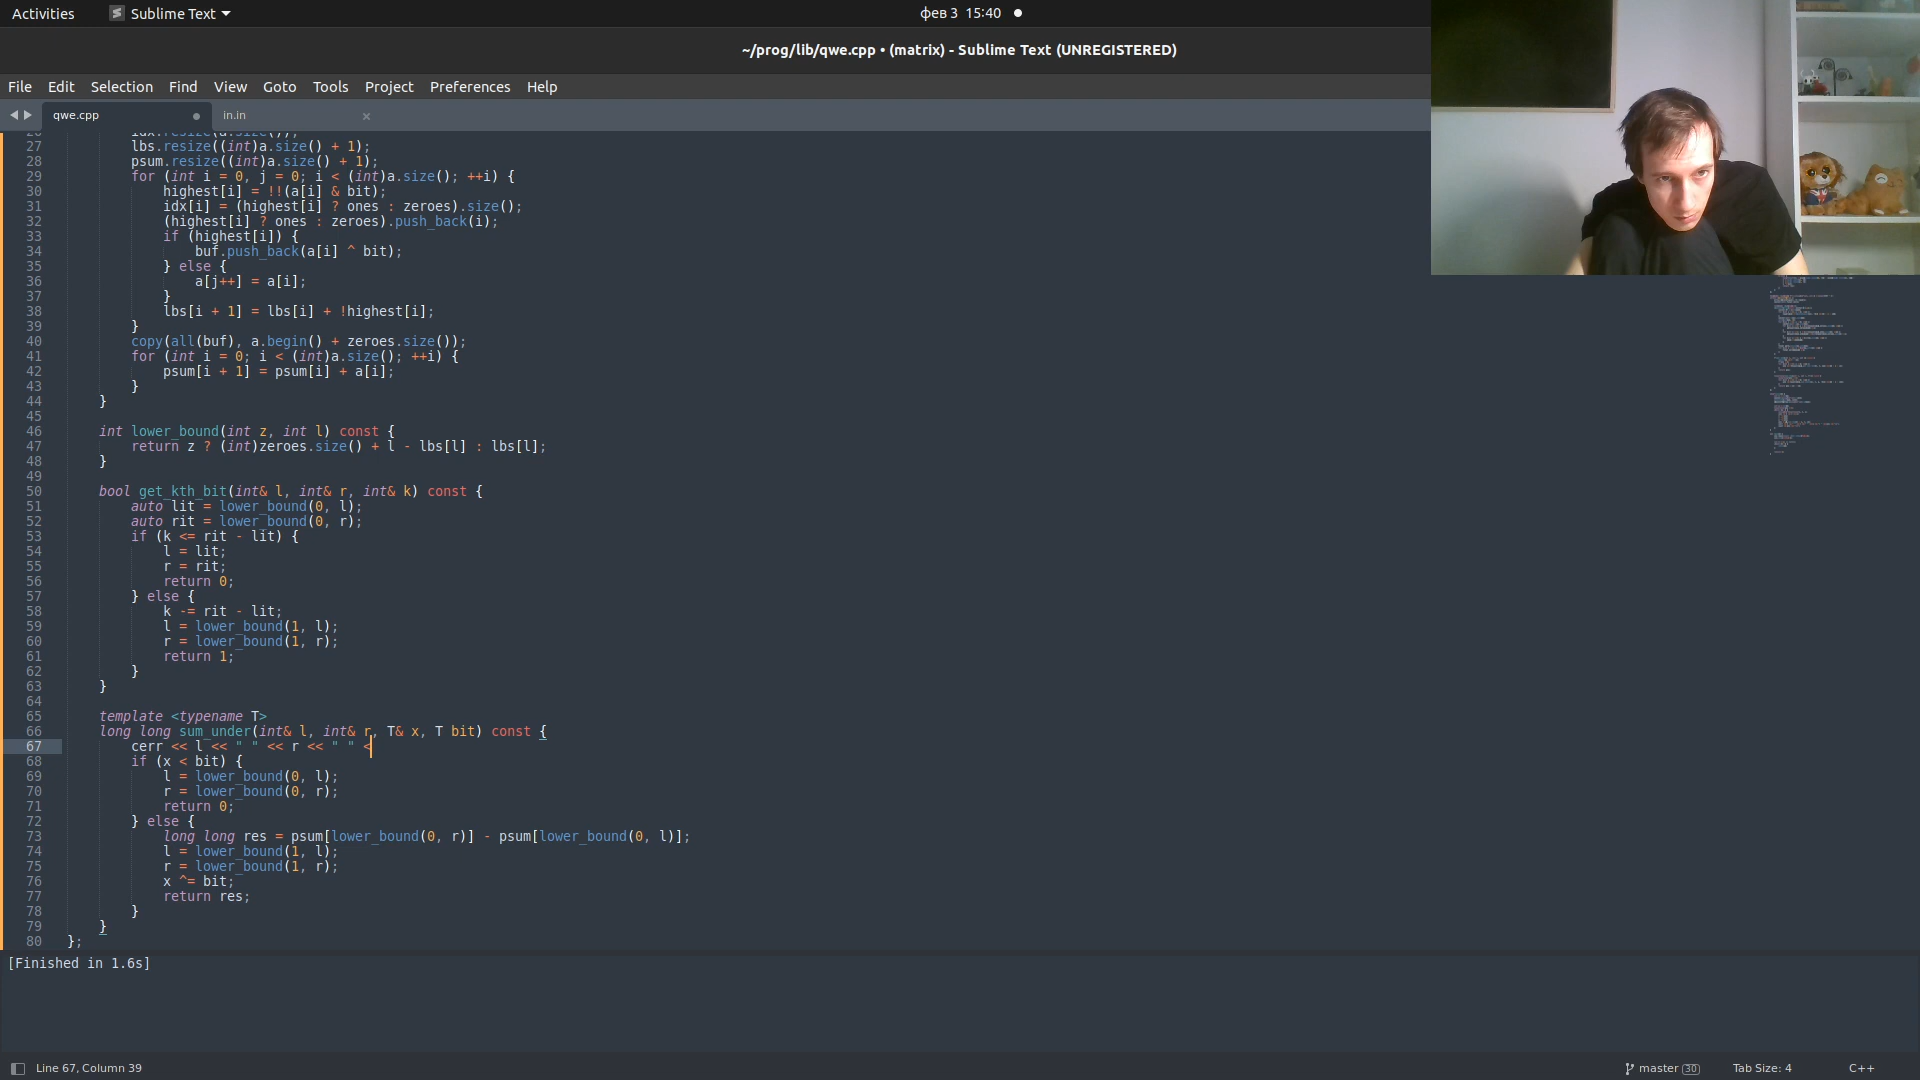 Activities Sublime Text фев 3 15:40
~/prog/lib/qwe.cpp • (matrix) - Sublime Text (UNREGISTERED)
File Edit Selection Find View Goto Tools Project Preferences Help
qwe.cpp in.in
26 idx.resize(a.size());
27 lbs.resize((int)a.size() + 1);
28 psum.resize((int)a.size() + 1);
29 for (int i = 0, j = 0; i < (int)a.size(); ++i) {
30 highest[i] = !!(a[i] & bit);
31 idx[i] = (highest[i] ? ones : zeroes).size();
32 (highest[i] ? ones : zeroes).push_back(i);
33 if (highest[i]) {
34 buf.push_back(a[i] ^ bit);
35 } else {
36 a[j++] = a[i];
37 }
38 lbs[i + 1] = lbs[i] + !highest[i];
39 }
40 copy(all(buf), a.begin() + zeroes.size());
41 for (int i = 0; i < (int)a.size(); ++i) {
42 psum[i + 1] = psum[i] + a[i];
43 }
44 }
45
46 int lower_bound(int z, int l) const {
47 return z ? (int)zeroes.size() + l - lbs[l] : lbs[l];
48 }
49
50 bool get_kth_bit(int& l, int& r, int& k) const {
51 auto lit = lower_bound(0, l);
52 auto rit = lower_bound(0, r);
53 if (k <= rit - lit) {
54 l = lit;
55 r = rit;
56 return 0;
57 } else {
58 k -= rit - lit;
59 l = lower_bound(1, l);
60 r = lower_bound(1, r);
61 return 1;
62 }
63 }
64
65 template <typename T>
66 long long sum_under(int& l, int& r, T& x, T bit) const {
67 cerr << l << " " << r << " " <
68 if (x < bit) {
69 l = lower_bound(0, l);
70 r = lower_bound(0, r);
71 return 0;
72 } else {
73 long long res = psum[lower_bound(0, r)] - psum[lower_bound(0, l)];
74 l = lower_bound(1, l);
75 r = lower_bound(1, r);
76 x ^= bit;
77 return res;
78 }
79 }
80 };
[Finished in 1.6s]
Line 67, Column 39 master 30 Tab Size: 4 C++